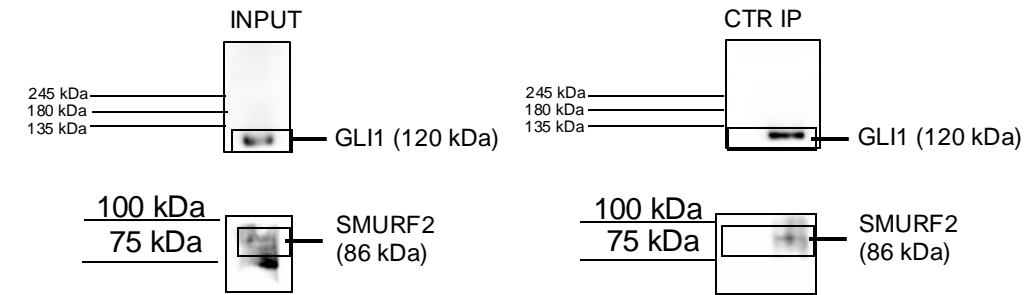 INPUT
245 kDa
180 kDa
135 kDa
GLI1 (120 kDa)
100 kDa
75 kDa
SMURF2
(86 kDa)
CTR IP
245 kDa
180 kDa
135 kDa
GLI1 (120 kDa)
100 kDa
75 kDa
SMURF2
(86 kDa)